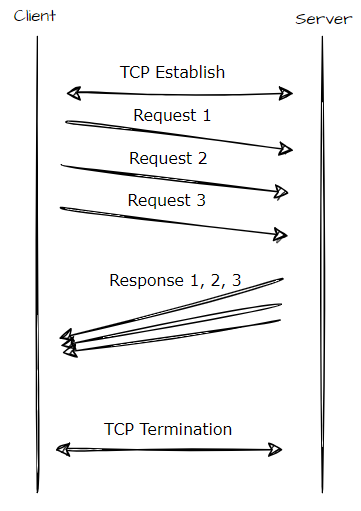 Client
Server
TCP Establish
Request 1
Request 2
Request 3
Response 1, 2, 3
TCP Termination